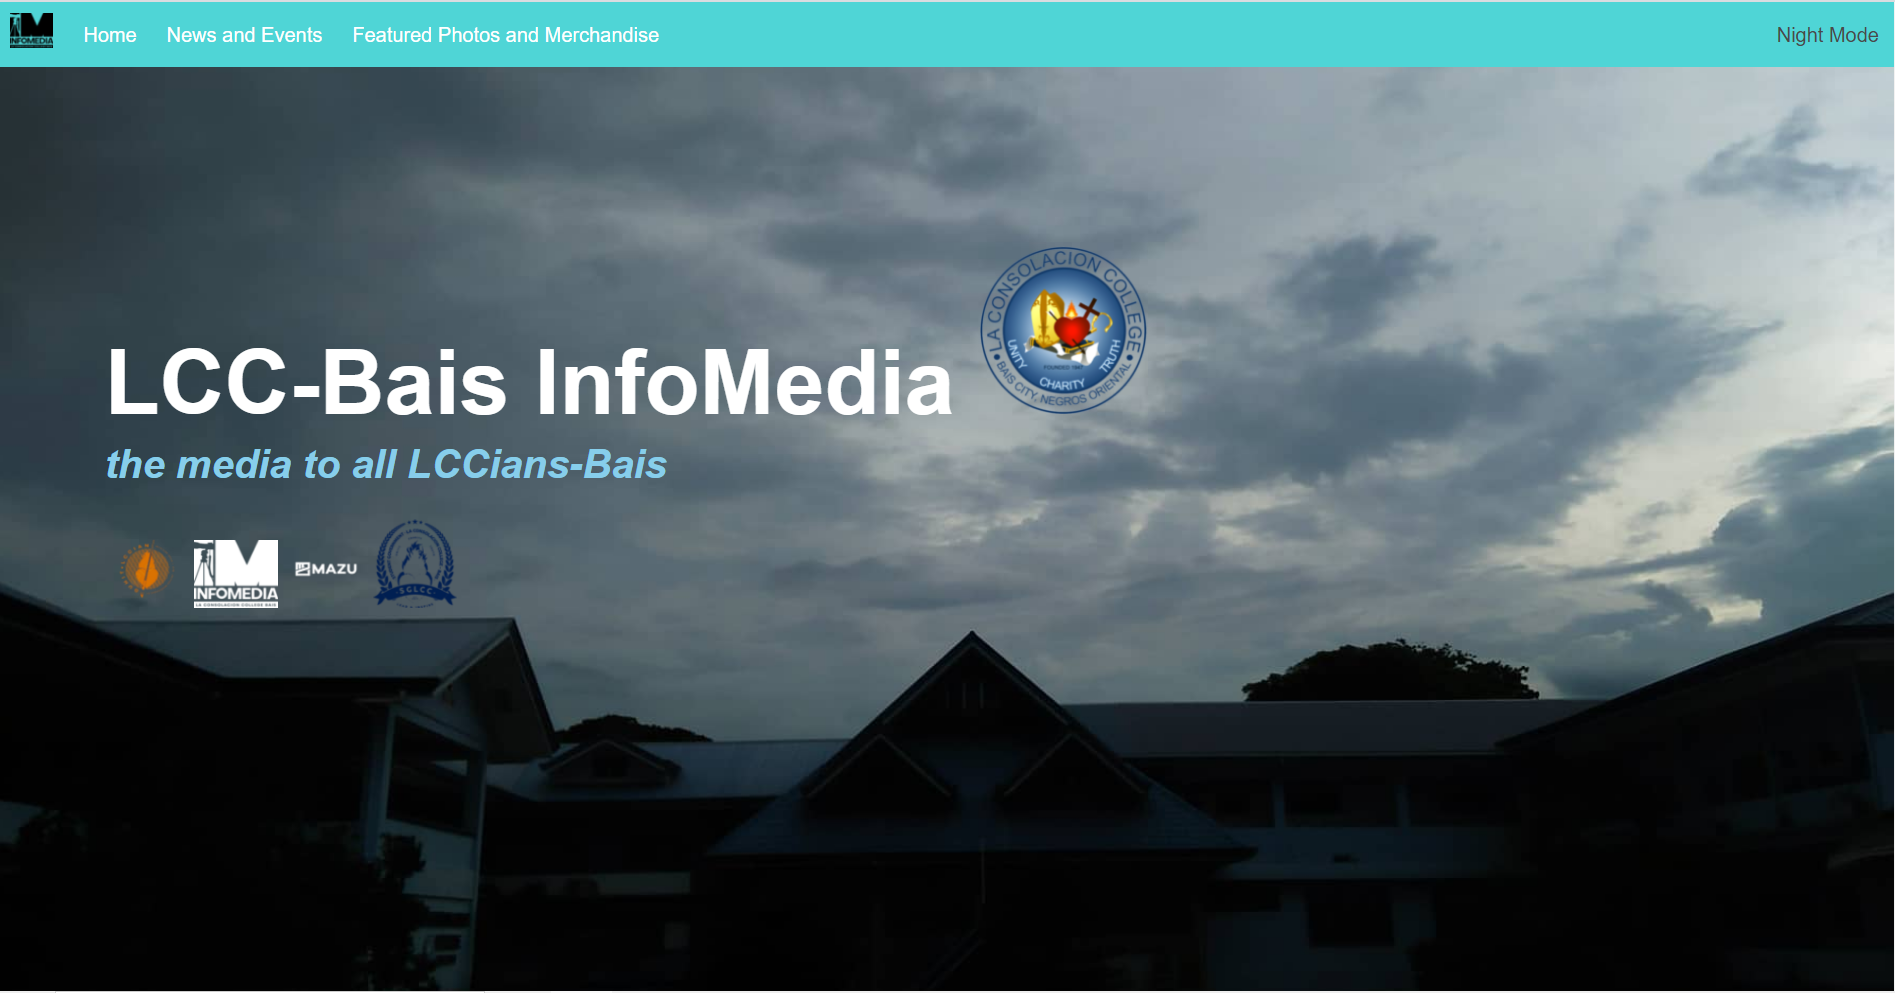 INFOMEDIA
Home
News and Events
Featured Photos and Merchandise
Night Mode
LA CONSOLACION COLLEGE
UNITY
CHARITY
TRUTH
FOUNDED 1947
BAIS CITY, NEGROS ORIENTAL
LCC-Bais InfoMedia
the media to all LCCians-Bais
INFOMEDIA
LA CONSOLACION COLLEGE BAIS
MAZU
SGLCC